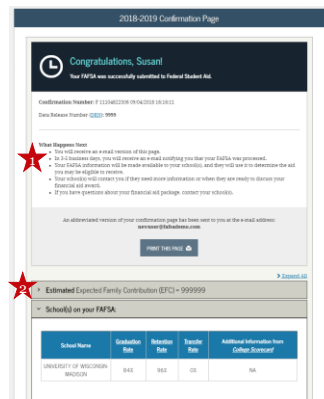 2018-2019 Confirmation Page
Congratulations, Susan!
Your FAFSA was successfully submitted to Federal Student Aid.
Confirmation Number: F 11204822206 09/04/2018 16:16:21
Data Release Number (DRN): 9999
What Happens Next
1
You will receive an e-mail version of this page.
In 3-5 business days, you will receive an e-mail notifying you that your FAFSA was processed.
Your FAFSA information will be made available to your school(s), and they will use it to determine the aid
you may be eligible to receive.
Your school(s) will contact you if they need more information or when they are ready to discuss your
financial aid award.
If you have questions about your financial aid package, contact your school(s).
An abbreviated version of your confirmation page has been sent to you at the e-mail address:
PRINT THIS PAGE
Expand All
2
Estimated Expected Family Contribution (EFC) = 999999
School(s) on your FAFSA:
School Name Graduation Rate Retention Rate Transfer Rate Additional Information from College Scorecard
UNIVERSITY OF WISCONSIN MADISON NA